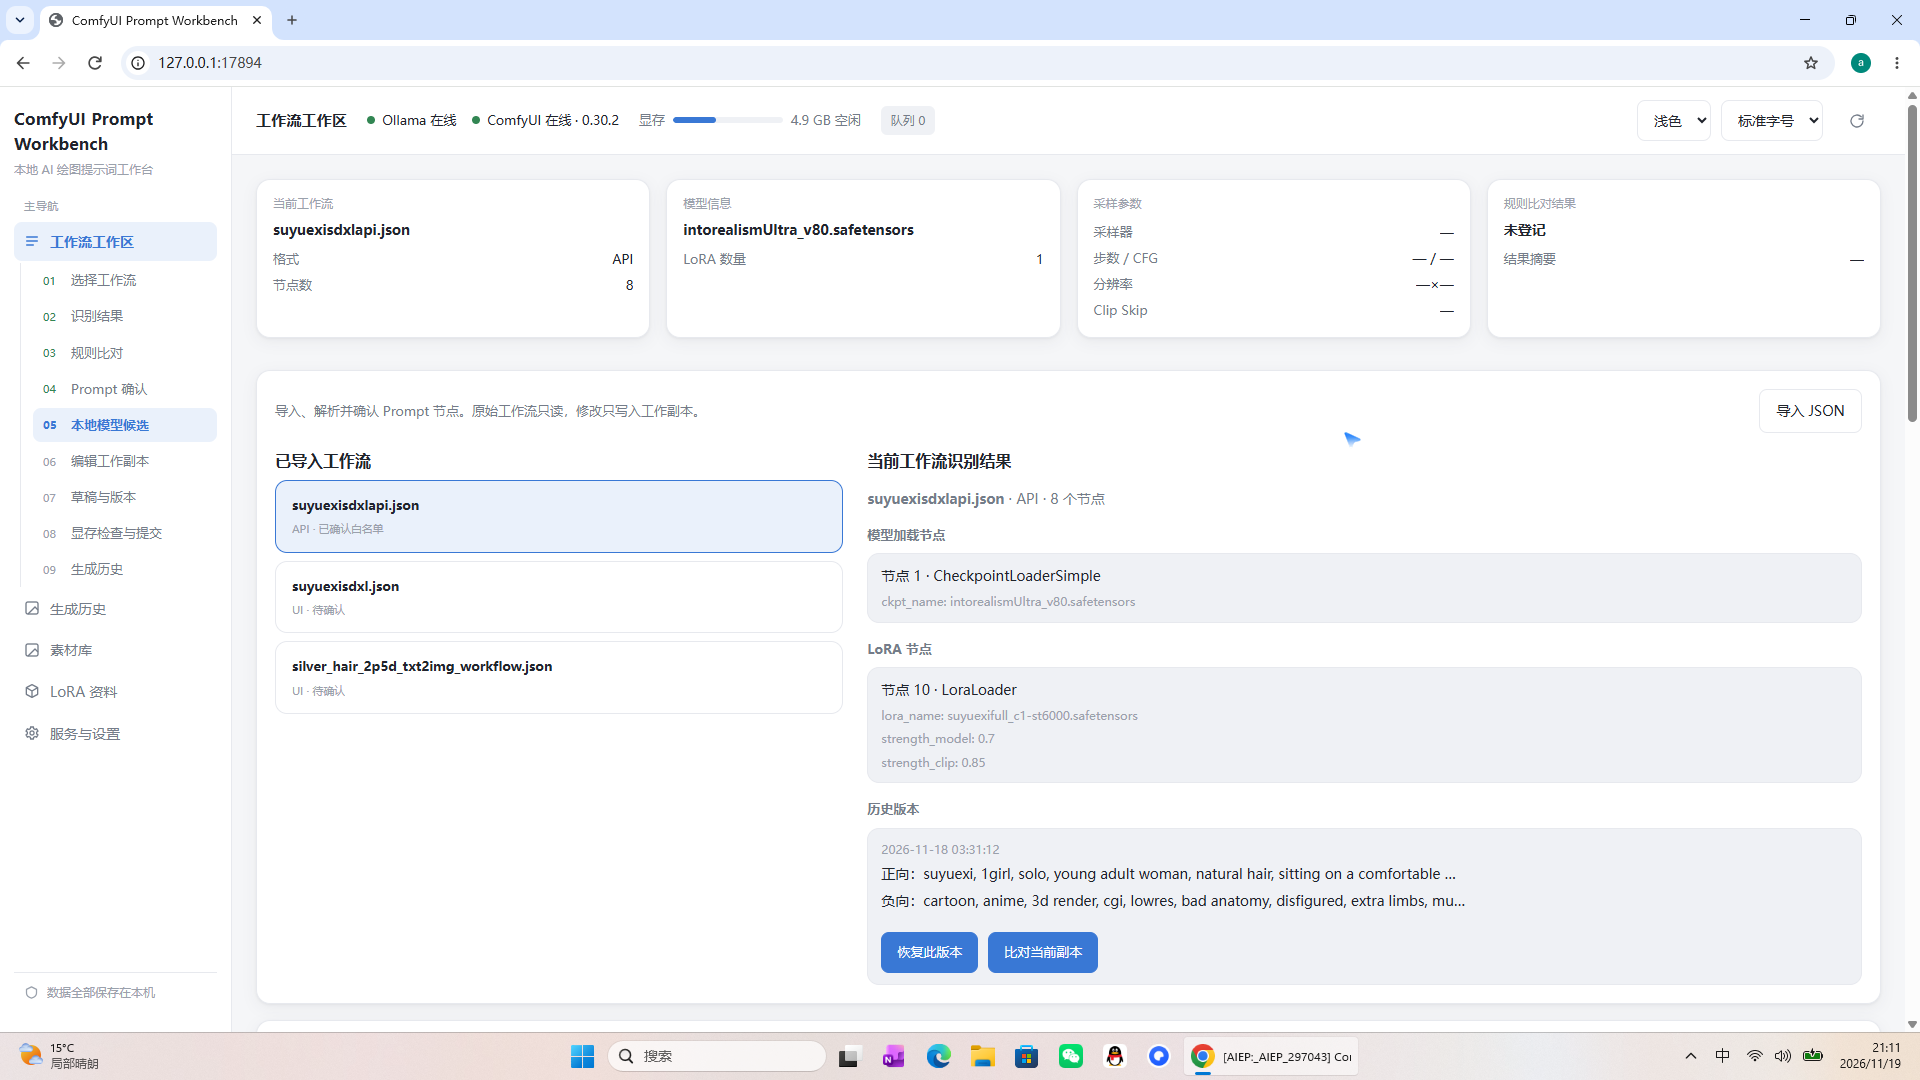 ComfyUI Prompt Workbench
127.0.0.1:17894
a
ComfyUI Prompt
Workbench
本地 AI 绘图提示词工作台
主导航
工作流工作区
01 选择工作流
02 识别结果
03 规则比对
04 Prompt 确认
05 本地模型候选
06 编辑工作副本
07 草稿与版本
08 显存检查与提交
09 生成历史
生成历史
素材库
LoRA 资料
服务与设置
数据全部保存在本机
工作流工作区 Ollama 在线 ComfyUI 在线 · 0.30.2 显存 4.9 GB 空闲 队列 0 浅色 标准字号
当前工作流
suyuexisdxlapi.json
格式 API
节点数 8
模型信息
intorealismUltra_v80.safetensors
LoRA 数量 1
采样参数
采样器 —
步数 / CFG — / —
分辨率 —×—
Clip Skip —
规则比对结果
未登记
结果摘要 —
导入、解析并确认 Prompt 节点。原始工作流只读，修改只写入工作副本。
导入 JSON
已导入工作流
suyuexisdxlapi.json
API · 已确认白名单
suyuexisdxl.json
UI · 待确认
silver_hair_2p5d_txt2img_workflow.json
UI · 待确认
当前工作流识别结果
suyuexisdxlapi.json · API · 8 个节点
模型加载节点
节点 1 · CheckpointLoaderSimple
ckpt_name: intorealismUltra_v80.safetensors
LoRA 节点
节点 10 · LoraLoader
lora_name: suyuexifull_c1-st6000.safetensors
strength_model: 0.7
strength_clip: 0.85
历史版本
2026-11-18 03:31:12
正向：suyuexi, 1girl, solo, young adult woman, natural hair, sitting on a comfortable ...
负向：cartoon, anime, 3d render, cgi, lowres, bad anatomy, disfigured, extra limbs, mu...
恢复此版本 比对当前副本
15°C
局部晴朗
搜索
[AIEP:_AIEP_297043] Cor
中
21:11
2026/11/19